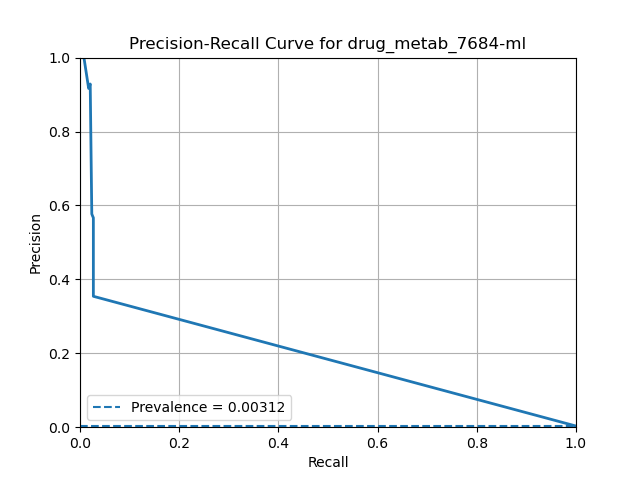 Precision-Recall Curve for drug_metab_7684-ml
1.0
0.8
0.6
0.4
0.2
0.0
Precision
Prevalence = 0.00312
0.0 0.2 0.4 0.6 0.8 1.0
Recall